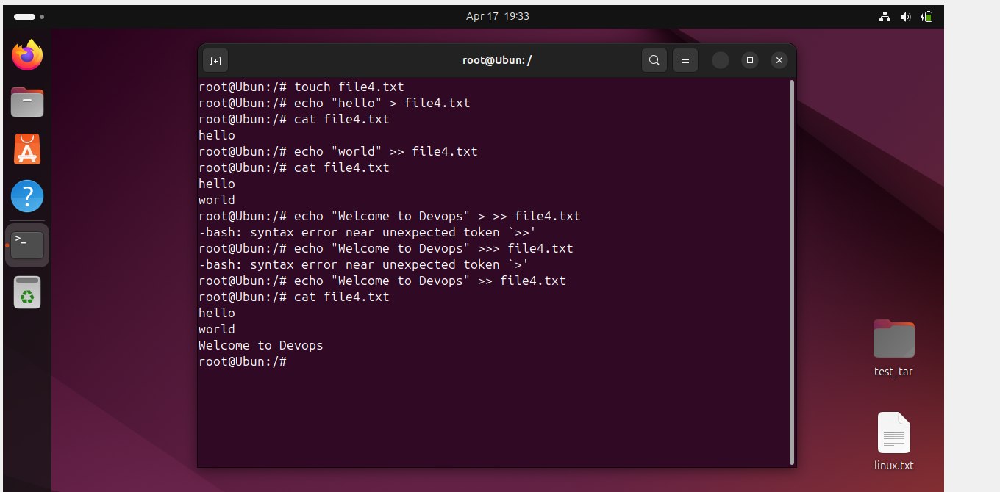 Apr 17 19:33
root@Ubun: /
root@Ubun:/# touch file4.txt
root@Ubun:/# echo "hello" > file4.txt
root@Ubun:/# cat file4.txt
hello
root@Ubun:/# echo "world" >> file4.txt
root@Ubun:/# cat file4.txt
hello
world
root@Ubun:/# echo "Welcome to Devops" > >> file4.txt
-bash: syntax error near unexpected token `>>'
root@Ubun:/# echo "Welcome to Devops" >>> file4.txt
-bash: syntax error near unexpected token `>'
root@Ubun:/# echo "Welcome to Devops" >> file4.txt
root@Ubun:/# cat file4.txt
hello
world
Welcome to Devops
root@Ubun:/#
test_tar
linux.txt